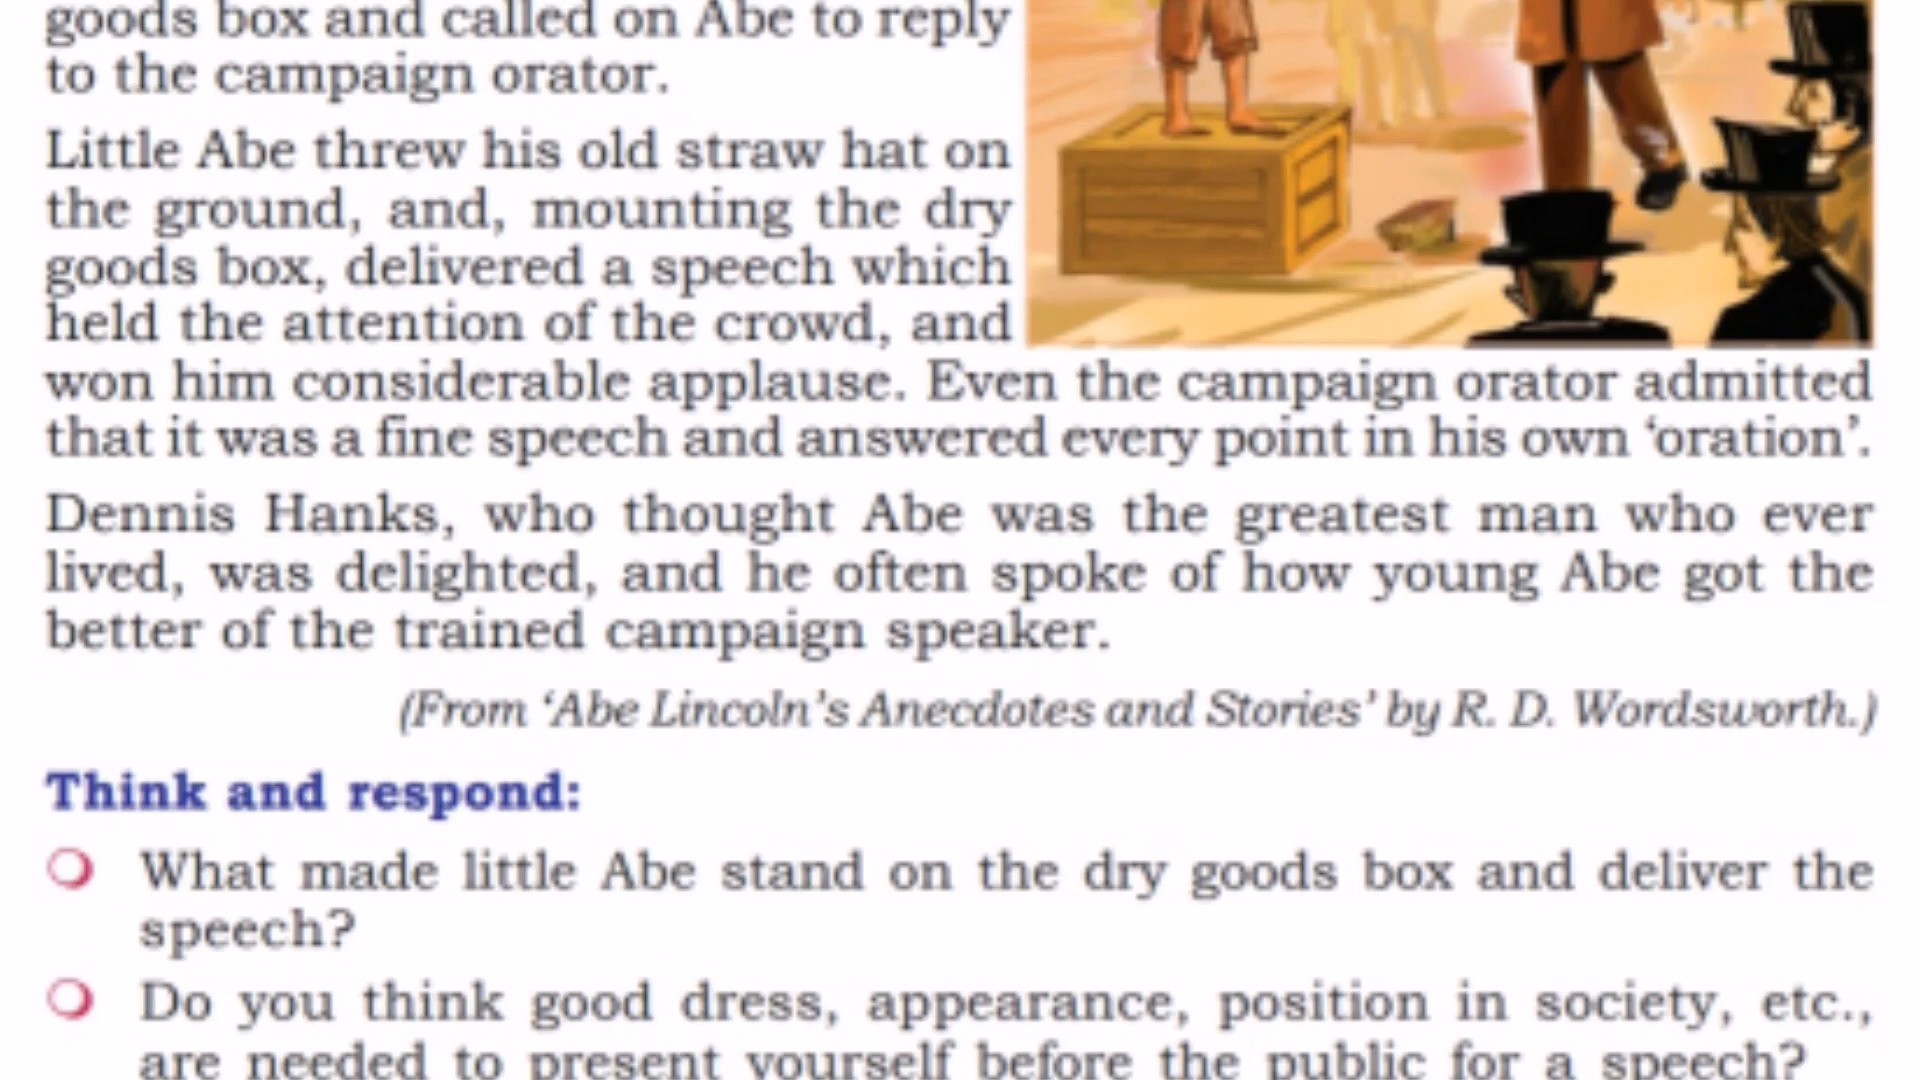 goods box and called on Abe to reply
to the campaign orator.
Little Abe threw his old straw hat on
the ground, and, mounting the dry
goods box, delivered a speech which
held the attention of the crowd, and
won him considerable applause. Even the campaign orator admitted
that it was a fine speech and answered every point in his own ‘oration’.
Dennis Hanks, who thought Abe was the greatest man who ever
lived, was delighted, and he often spoke of how young Abe got the
better of the trained campaign speaker.
(From ‘Abe Lincoln’s Anecdotes and Stories’ by R. D. Wordsworth.)
Think and respond:
What made little Abe stand on the dry goods box and deliver the
speech?
Do you think good dress, appearance, position in society, etc.,
are needed to present yourself before the public for a speech?